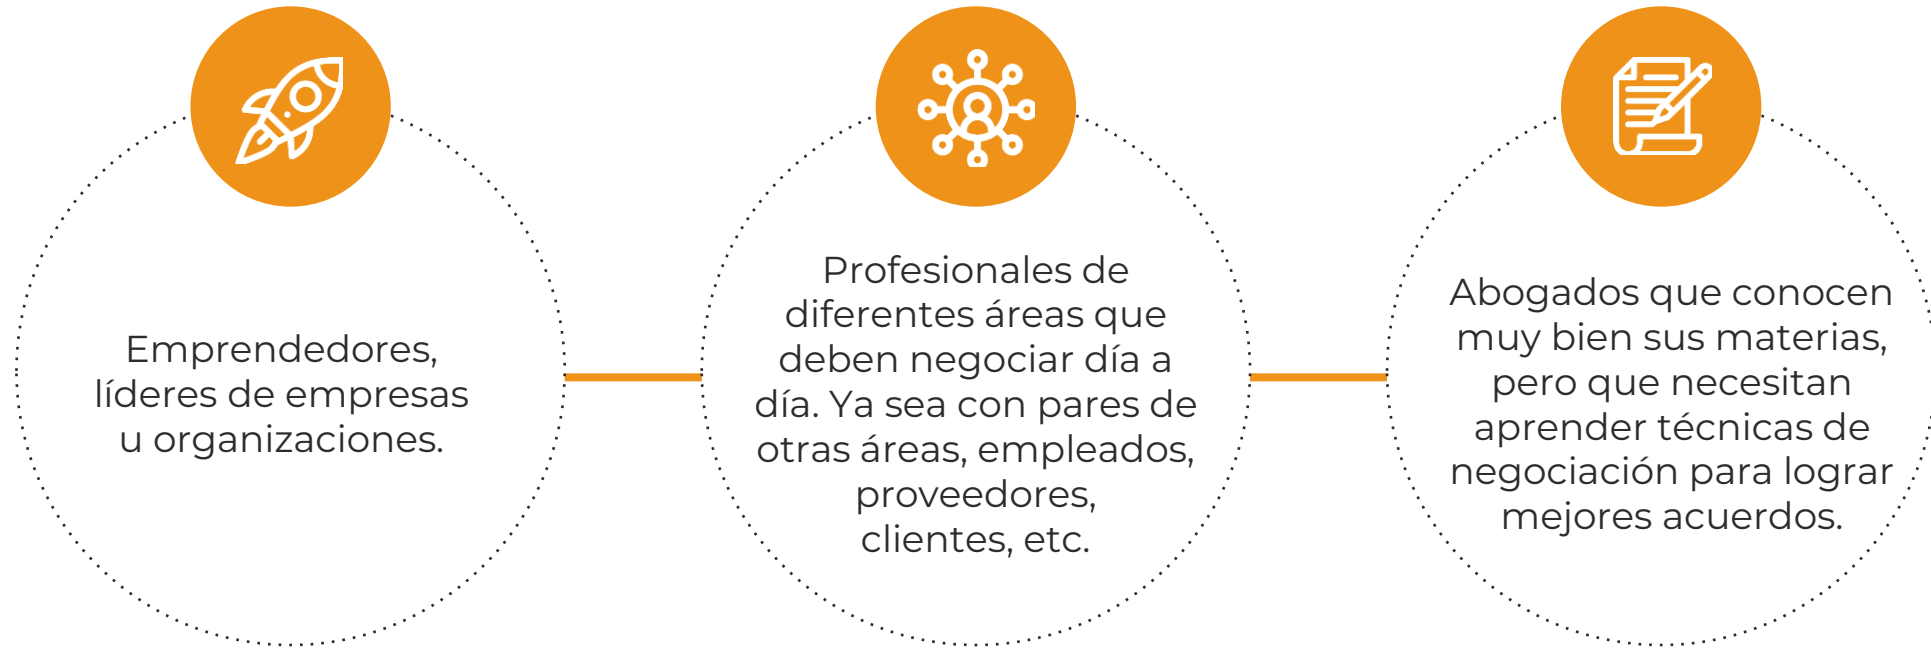 Emprendedores,
líderes de empresas
u organizaciones.
Profesionales de
diferentes áreas que
deben negociar día a
día. Ya sea con pares de
otras áreas, empleados,
proveedores,
clientes, etc.
Abogados que conocen
muy bien sus materias,
pero que necesitan
aprender técnicas de
negociación para lograr
mejores acuerdos.